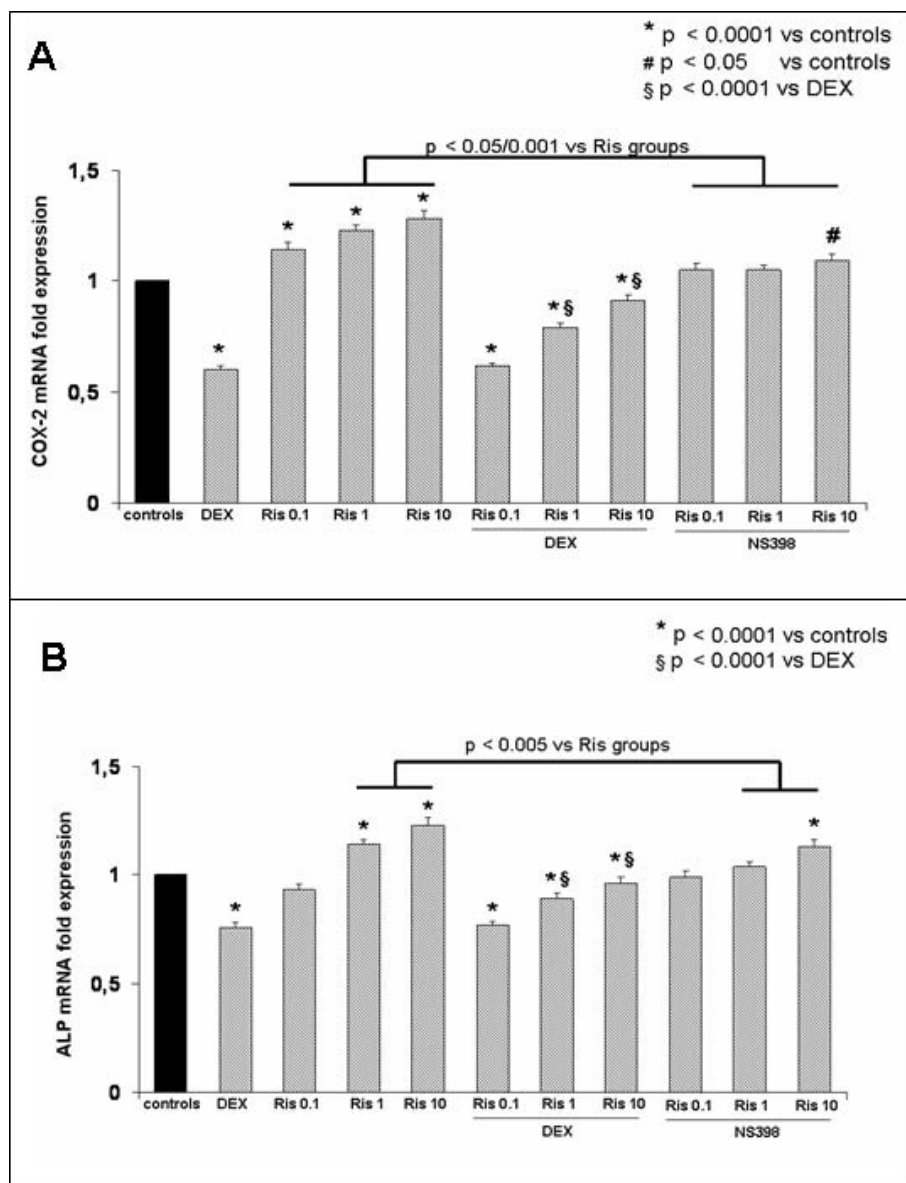 A
* p < 0.0001 vs controls
# p < 0.05 vs controls
§ p < 0.0001 vs DEX
p < 0.05/0.001 vs Ris groups
COX-2 mRNA fold expression
1,5
1
0,5
0
* * * * * *§ *§ #
controls DEX Ris 0.1 Ris 1 Ris 10 Ris 0.1 Ris 1 Ris 10 Ris 0.1 Ris 1 Ris 10
DEX NS398
B
* p < 0.0001 vs controls
§ p < 0.0001 vs DEX
p < 0.005 vs Ris groups
ALP mRNA fold expression
1,5
1
0,5
0
* * * * *§ *§ *
controls DEX Ris 0.1 Ris 1 Ris 10 Ris 0.1 Ris 1 Ris 10 Ris 0.1 Ris 1 Ris 10
DEX NS398